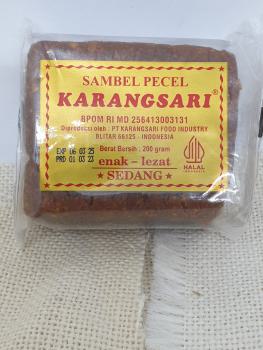 SAMBEL PECEL
KARANGSARI®
BPOM RI MD 256413003131
Diproduksi oleh : PT KARANGSARI FOOD INDUSTRY
BLITAR 66125 - INDONESIA
Berat Bersih : 200 gram
EXP 06 03 25
PRD 01 03 23
enak - lezat
SEDANG
HALAL
INDONESIA